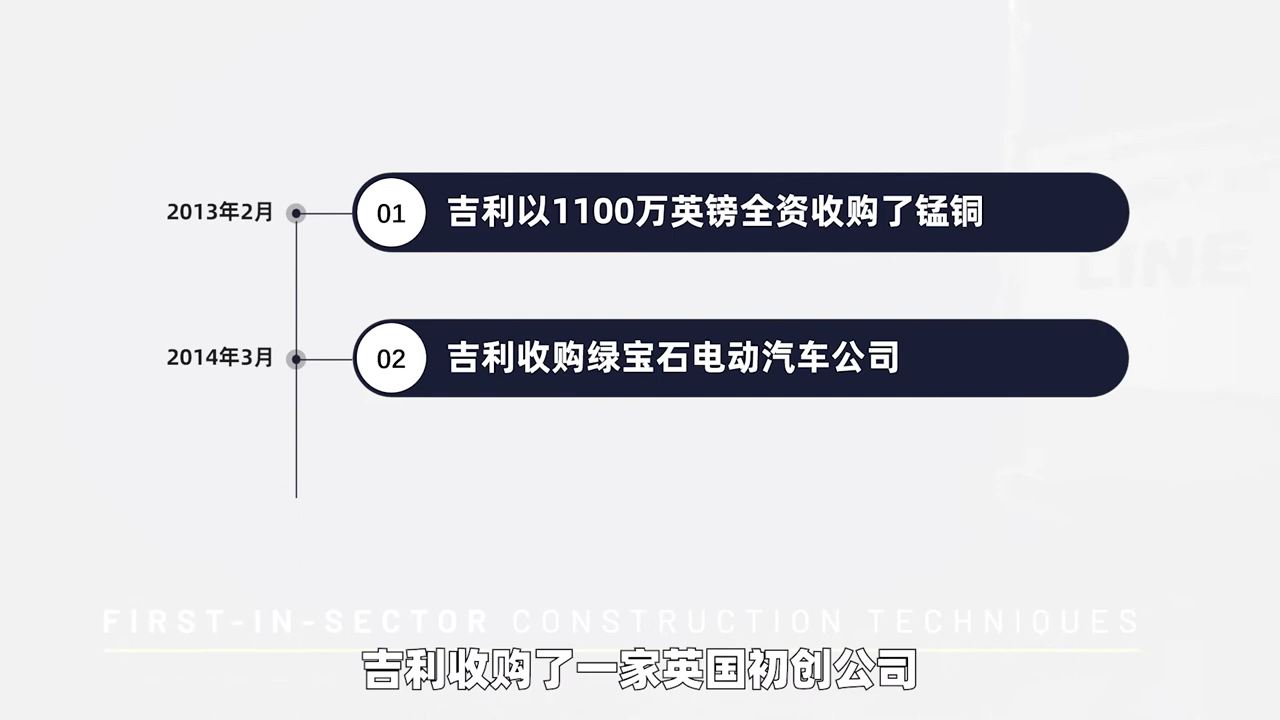 2013年2月
01
吉利以1100万英镑全资收购了锰铜
2014年3月
02
吉利收购绿宝石电动汽车公司
LINE
FIRST-IN-SECTOR CONSTRUCTION TECHNIQUES
吉利收购了一家英国初创公司